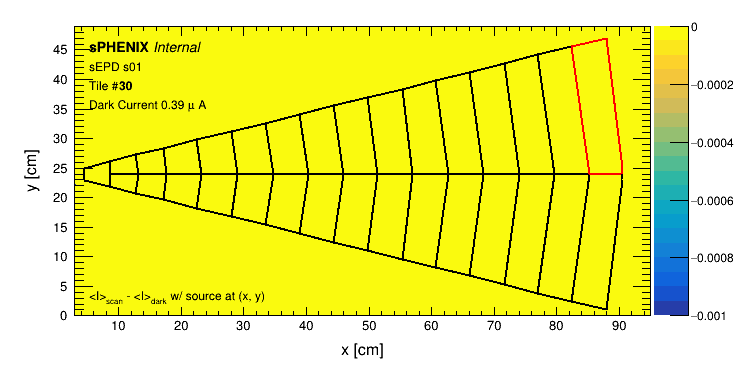 sPHENIX Internal
sEPD s01
Tile #30
Dark Current 0.39 μ A
<I>scan - <I>dark w/ source at (x, y)
y [cm]
45
40
35
30
25
20
15
10
5
0
10 20 30 40 50 60 70 80 90
x [cm]
0
−0.0002
−0.0004
−0.0006
−0.0008
−0.001